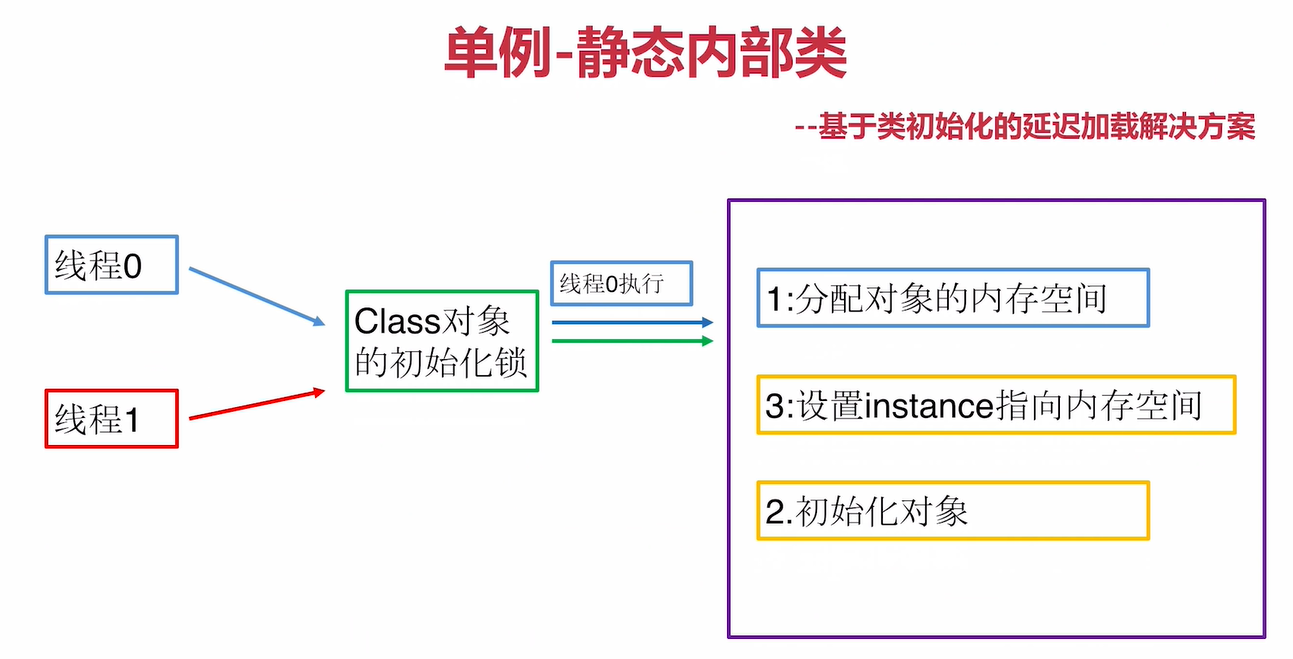 单例-静态内部类
--基于类初始化的延迟加载解决方案
线程0
线程1
Class对象
的初始化锁
线程0执行
1:分配对象的内存空间
3:设置instance指向内存空间
2.初始化对象